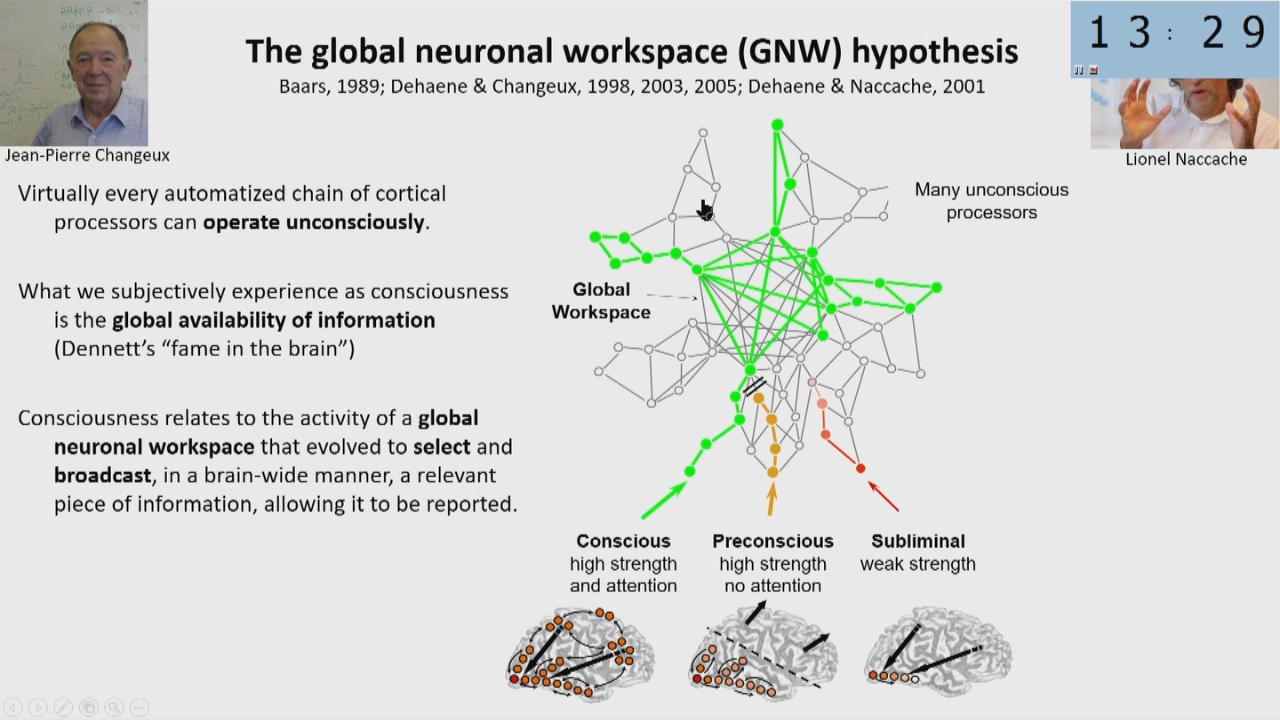 The global neuronal workspace (GNW) hypothesis
Baars, 1989; Dehaene & Changeux, 1998, 2003, 2005; Dehaene & Naccache, 2001
13:29
Jean-Pierre Changeux
Lionel Naccache
Virtually every automatized chain of cortical
processors can operate unconsciously.
What we subjectively experience as consciousness
is the global availability of information
(Dennett’s “fame in the brain”)
Consciousness relates to the activity of a global
neuronal workspace that evolved to select and
broadcast, in a brain-wide manner, a relevant
piece of information, allowing it to be reported.
Many unconscious
processors
Global
Workspace
Conscious
high strength
and attention
Preconscious
high strength
no attention
Subliminal
weak strength